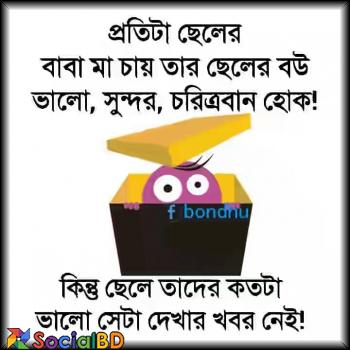 প্রতিটা ছেলের
বাবা মা চায় তার ছেলের বউ
ভালো, সুন্দর, চরিত্রবান হোক!
f bondhu
কিন্তু ছেলে তাদের কতটা
ভালো সেটা দেখার খবর নেই!
SocialBD